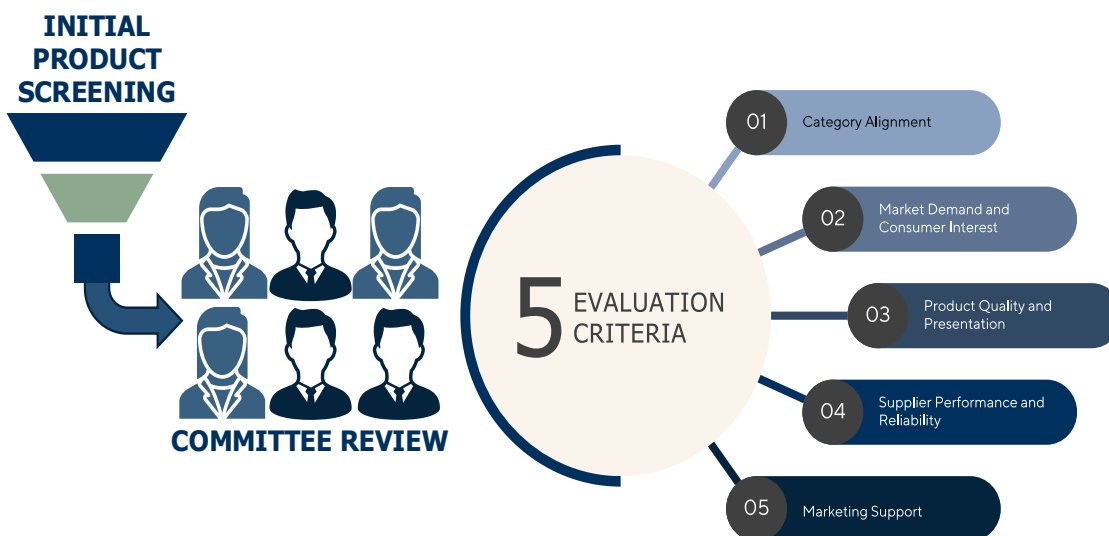 INITIAL
PRODUCT
SCREENING
COMMITTEE REVIEW
5 EVALUATION
CRITERIA
01 Category Alignment
02 Market Demand and
Consumer Interest
03 Product Quality and
Presentation
04 Supplier Performance and
Reliability
05 Marketing Support